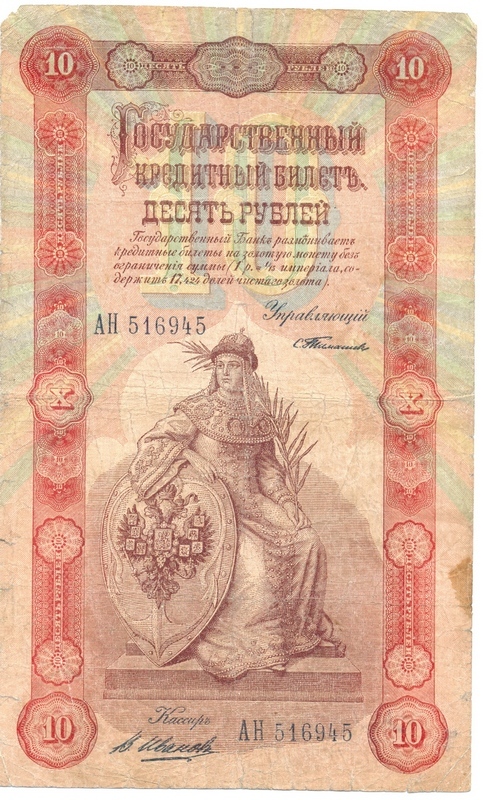 10 ДЕСЯТЬ РУБЛЕЙ 10
ГОСУДАРСТВЕННЫЙ
КРЕДИТНЫЙ БИЛЕТЪ.
ДЕСЯТЬ РУБЛЕЙ
Государственный Банкъ размѣниваетъ
кредитные билеты на золотую монету безъ
ограниченія суммы (1 р. = 1/15 имперіала, со-
держитъ 17,424 долей чистаго золота).
Управляющій
АН 516945
С. Тимашев
X X
Кассиръ
АН 516945
В. Иванов
10 10